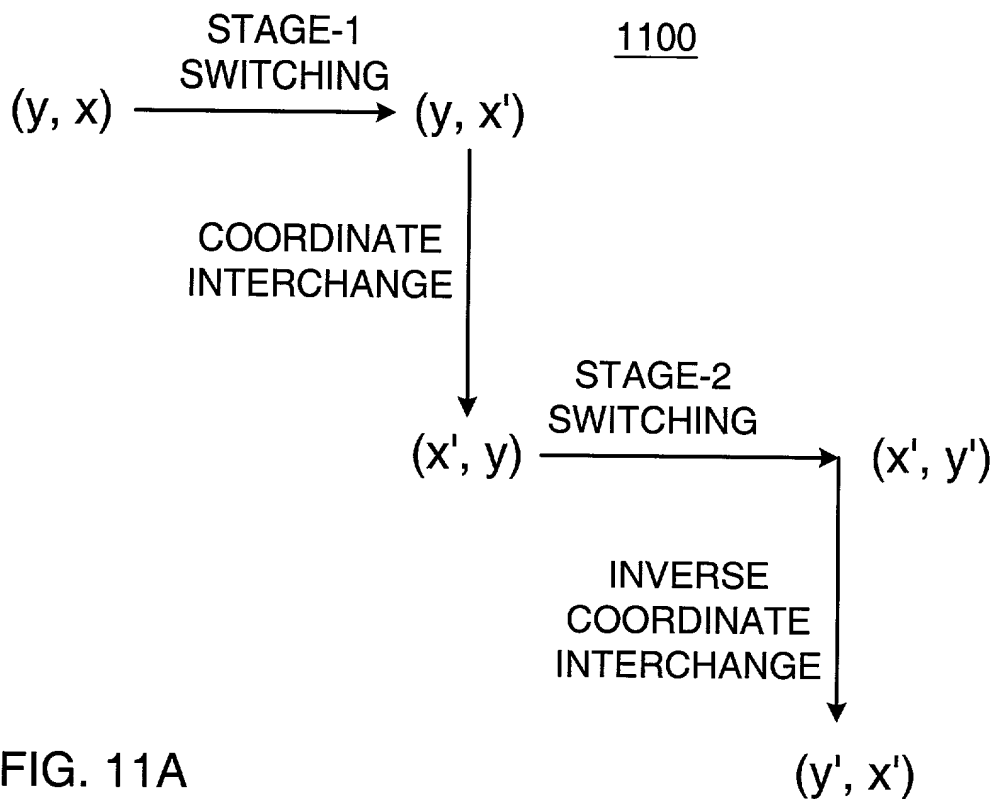 STAGE-1
SWITCHING
1100
(y, x)
(y, x')
COORDINATE
INTERCHANGE
STAGE-2
SWITCHING
(x', y)
(x', y')
INVERSE
COORDINATE
INTERCHANGE
FIG. 11A
(y', x')